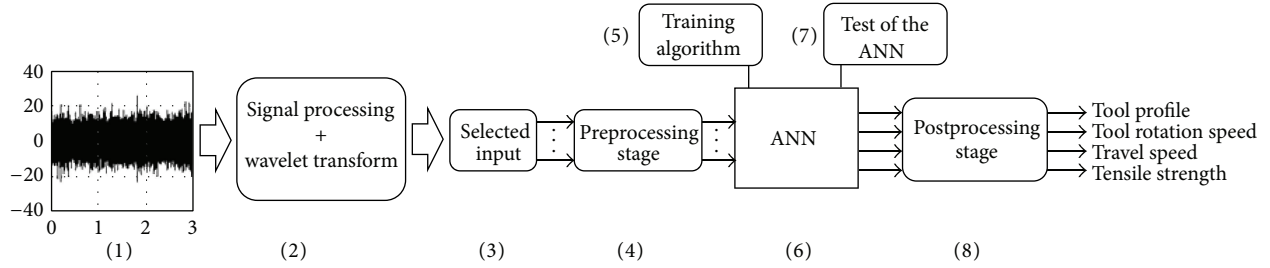 (5)
Training
algorithm
(7)
Test of the
ANN
40
20
0
−20
−40
0 1 2 3
Signal processing
+
wavelet transform
Selected
input
Preprocessing
stage
ANN
Postprocessing
stage
Tool profile
Tool rotation speed
Travel speed
Tensile strength
(1) (2) (3) (4) (6) (8)